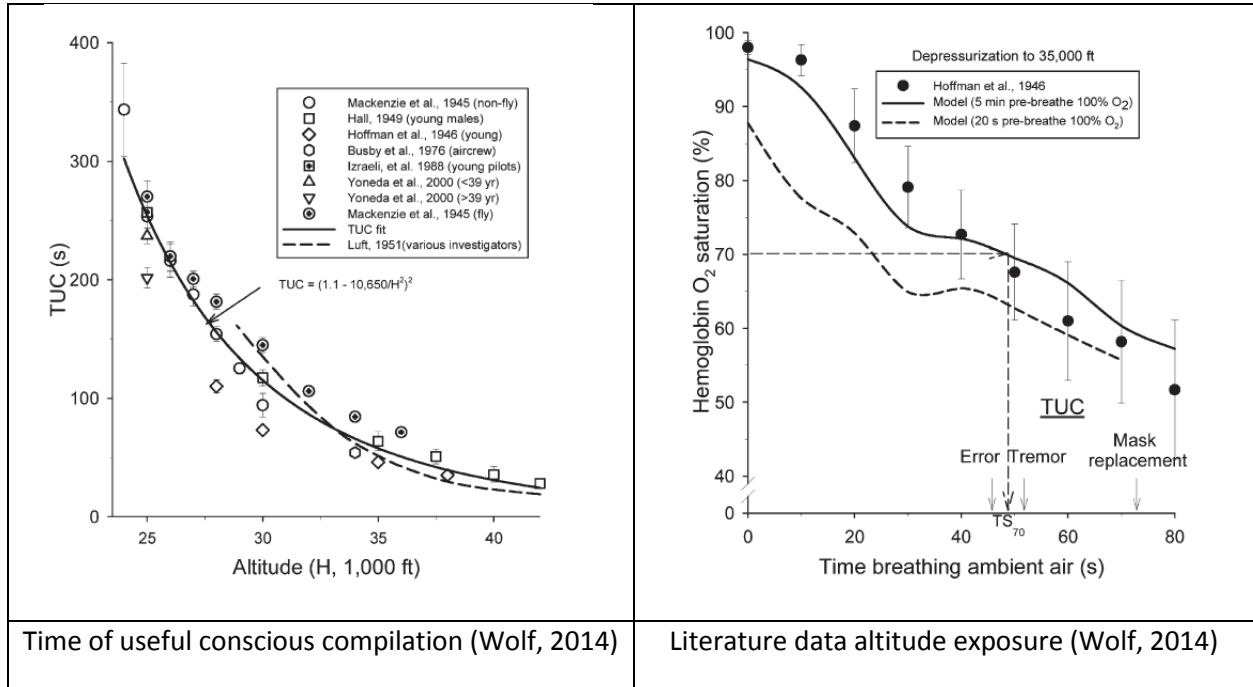 TUC (s)
400
300
200
100
0
Mackenzie et al., 1945 (non-fly)
Hall, 1949 (young males)
Hoffman et al., 1946 (young)
Busby et al., 1976 (aircrew)
Izraeli, et al. 1988 (young pilots)
Yoneda et al., 2000 (<39 yr)
Yoneda et al., 2000 (>39 yr)
Mackenzie et al., 1945 (fly)
TUC fit
Luft, 1951(various investigators)
TUC = (1.1 - 10,650/H²)²
25 30 35 40
Altitude (H, 1,000 ft)
Hemoglobin O₂ saturation (%)
100
90
80
70
60
50
40
0
Depressurization to 35,000 ft
Hoffman et al., 1946
Model (5 min pre-breathe 100% O₂)
Model (20 s pre-breathe 100% O₂)
TUC
Error Tremor
Mask
replacement
TS₇₀
0 20 40 60 80
Time breathing ambient air (s)
Time of useful conscious compilation (Wolf, 2014)
Literature data altitude exposure (Wolf, 2014)